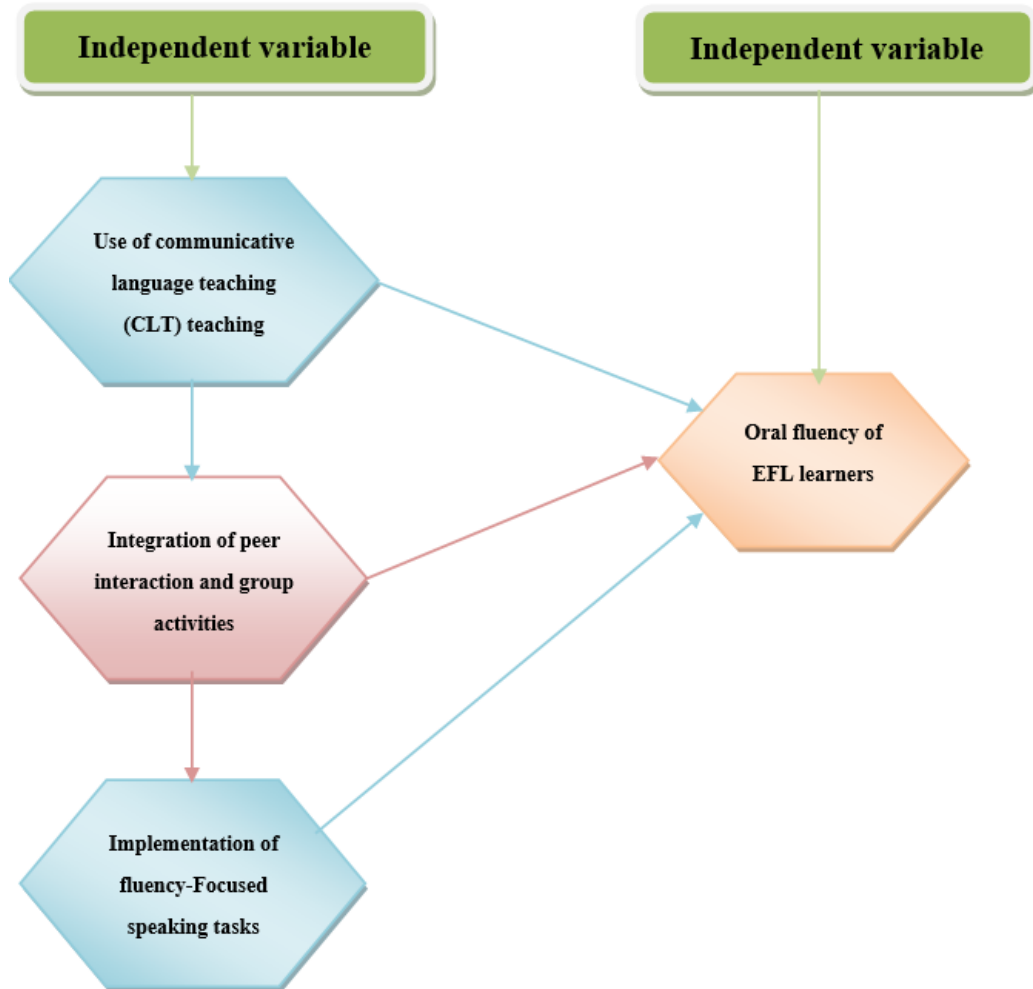 Independent variable
Independent variable
Use of communicative
language teaching
(CLT) teaching
Oral fluency of
EFL learners
Integration of peer
interaction and group
activities
Implementation of
fluency-Focused
speaking tasks